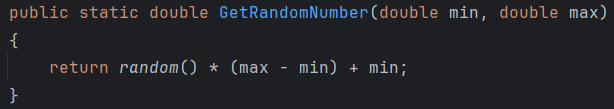 public static double GetRandomNumber(double min, double max)
{
    return random() * (max - min) + min;
}